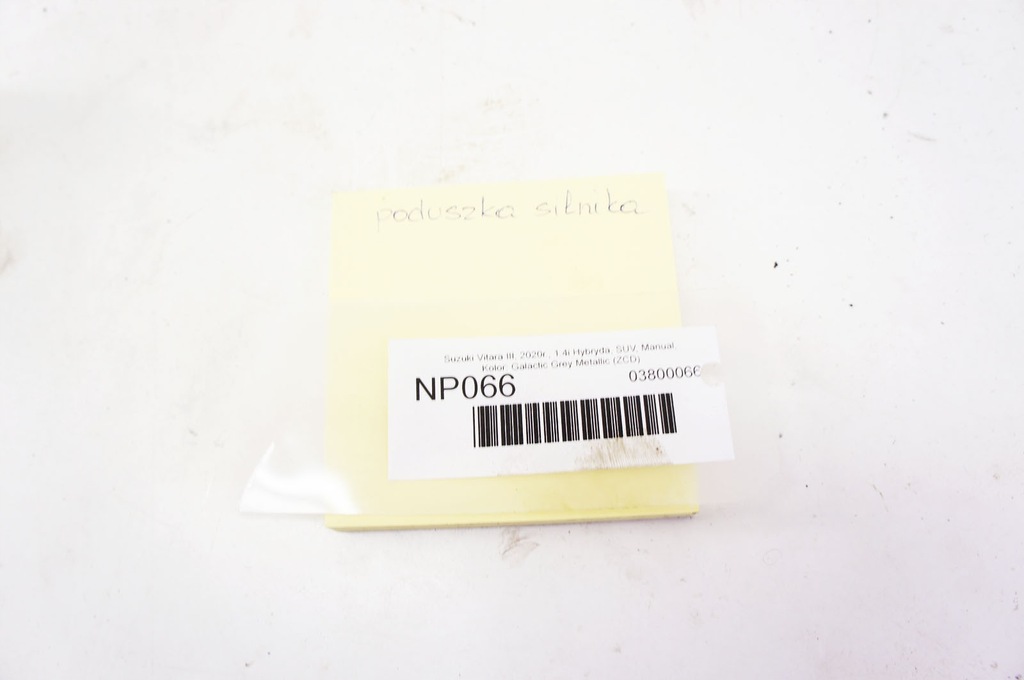 poduszka silnika
Suzuki Vitara III, 2020r., 1.4i Hybryda, SUV, Manual,
Kolor: Galactic Grey Metallic (ZCD)
NP066
03800066